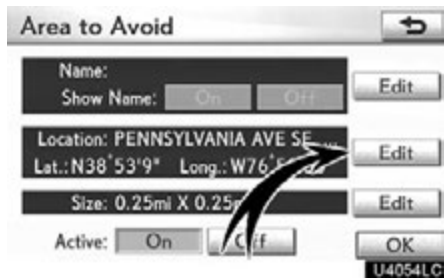 Area to Avoid
Name:
Edit
Show Name: On Off
Location: PENNSYLVANIA AVE SE ...
Edit
Lat.: N38°53'9" Long.: W76°
Size: 0.25mi X 0.25
Edit
Active: On Off
OK
U4054LC